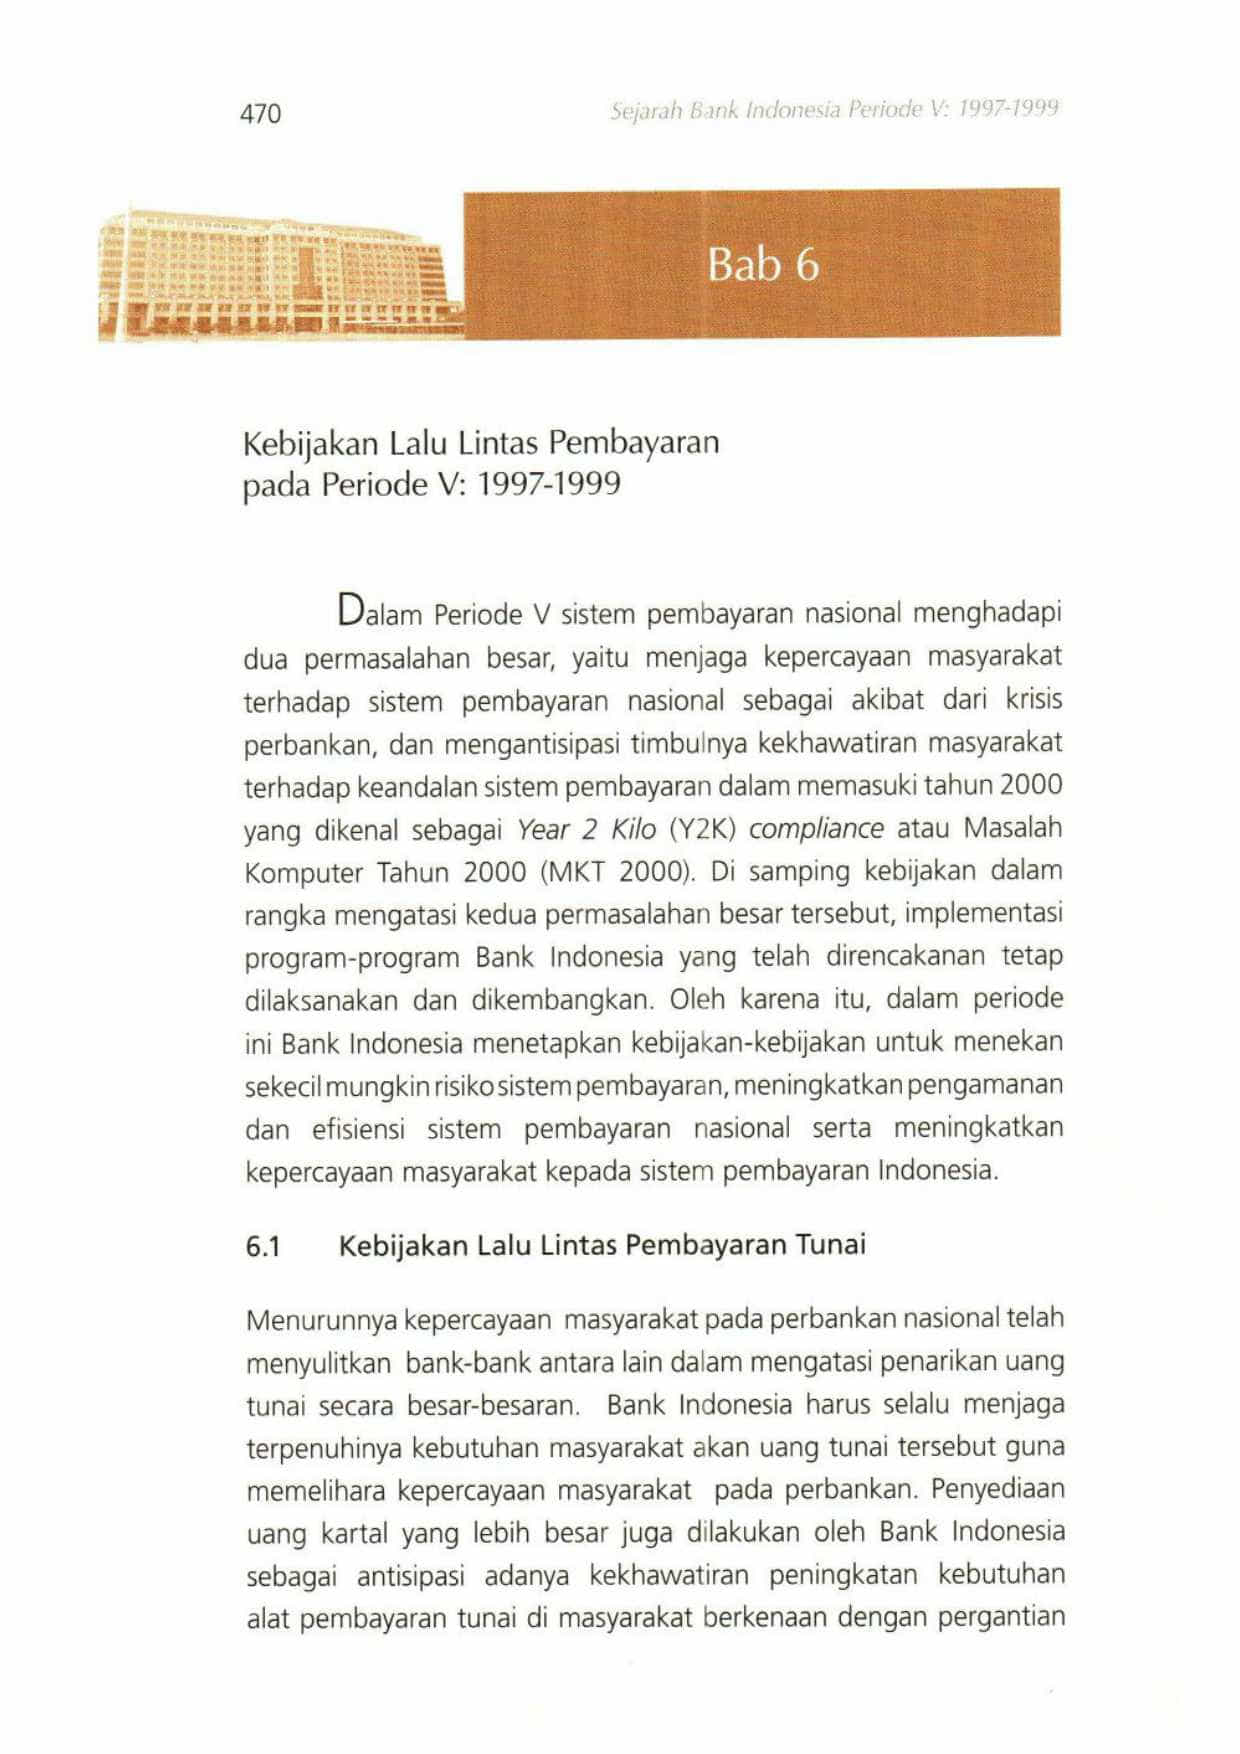 470
Sejarah Bank Indonesia Periode V: 1997-1999
Bab 6
Kebijakan Lalu Lintas Pembayaran
pada Periode V: 1997-1999
Dalam Periode V sistem pembayaran nasional menghadapi
dua permasalahan besar, yaitu menjaga kepercayaan masyarakat
terhadap sistem pembayaran nasional sebagai akibat dari krisis
perbankan, dan mengantisipasi timbulnya kekhawatiran masyarakat
terhadap keandalan sistem pembayaran dalam memasuki tahun 2000
yang dikenal sebagai Year 2 Kilo (Y2K) compliance atau Masalah
Komputer Tahun 2000 (MKT 2000). Di samping kebijakan dalam
rangka mengatasi kedua permasalahan besar tersebut, implementasi
program-program Bank Indonesia yang telah direncakanan tetap
dilaksanakan dan dikembangkan. Oleh karena itu, dalam periode
ini Bank Indonesia menetapkan kebijakan-kebijakan untuk menekan
sekecil mungkin risiko sistem pembayaran, meningkatkan pengamanan
dan efisiensi sistem pembayaran nasional serta meningkatkan
kepercayaan masyarakat kepada sistem pembayaran Indonesia.
6.1 Kebijakan Lalu Lintas Pembayaran Tunai
Menurunnya kepercayaan masyarakat pada perbankan nasional telah
menyulitkan bank-bank antara lain dalam mengatasi penarikan uang
tunai secara besar-besaran. Bank Indonesia harus selalu menjaga
terpenuhinya kebutuhan masyarakat akan uang tunai tersebut guna
memelihara kepercayaan masyarakat pada perbankan. Penyediaan
uang kartal yang lebih besar juga dilakukan oleh Bank Indonesia
sebagai antisipasi adanya kekhawatiran peningkatan kebutuhan
alat pembayaran tunai di masyarakat berkenaan dengan pergantian